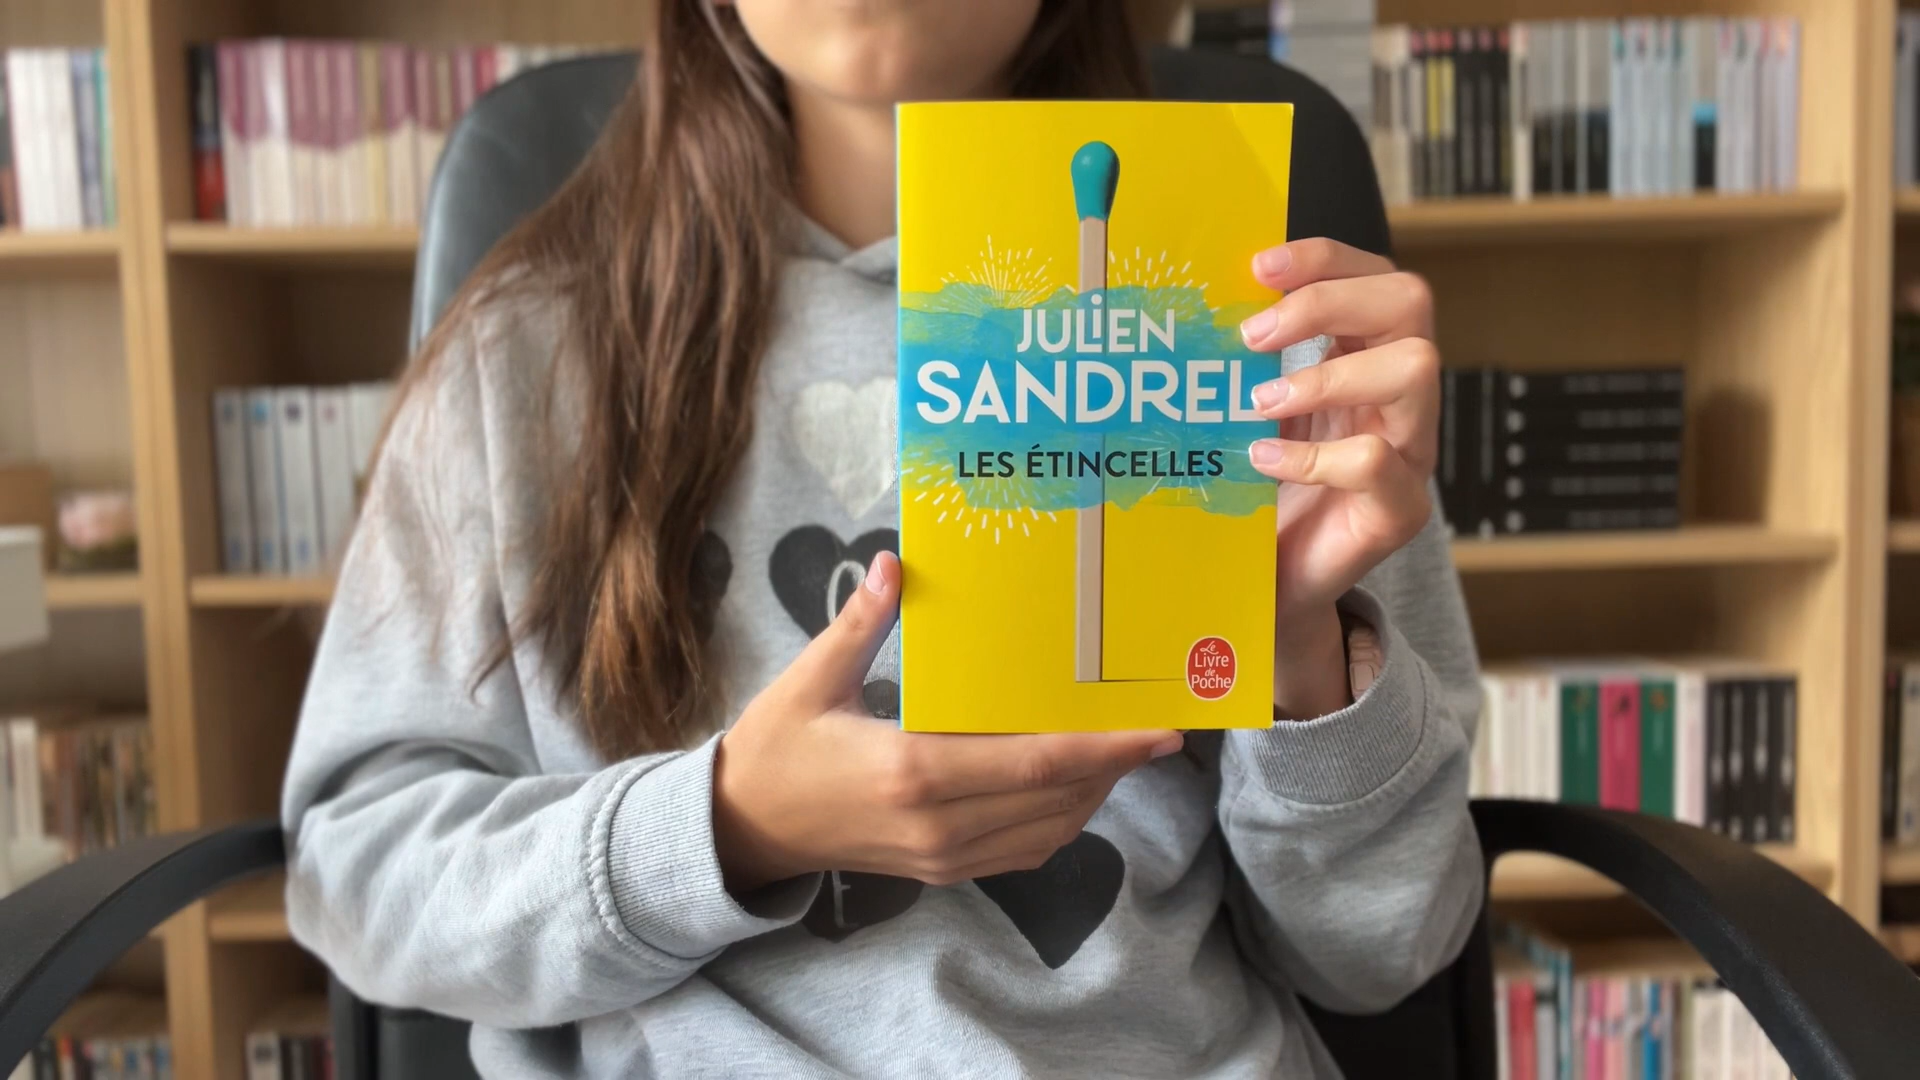 JULiEN
SANDREL
LES ÉTINCELLES
Le
Livre
de
Poche